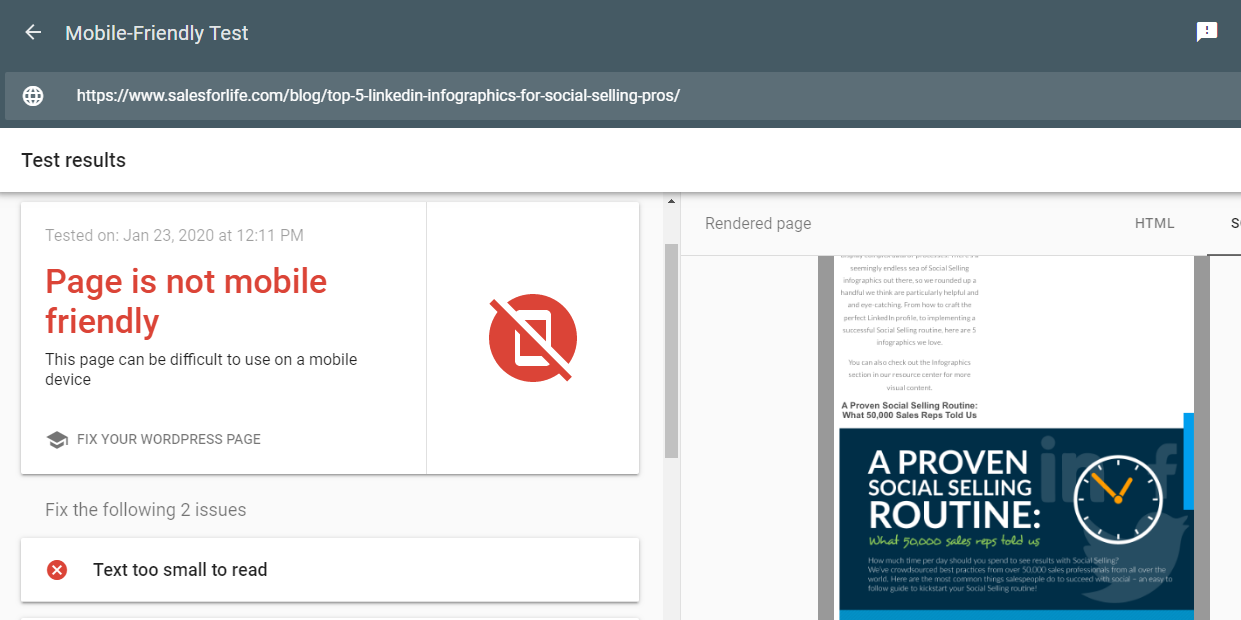 Mobile-Friendly Test
https://www.salesforlife.com/blog/top-5-linkedin-infographics-for-social-selling-pros/
Test results
Tested on: Jan 23, 2020 at 12:11 PM
Page is not mobile
friendly
This page can be difficult to use on a mobile
device
FIX YOUR WORDPRESS PAGE
Fix the following 2 issues
Text too small to read
Rendered page
HTML
S
seemingly endless sea of Social Selling
infographics out there, so we rounded up a
handful we think are particularly helpful and
and eye-catching. From how to craft the
perfect LinkedIn profile, to implementing a
successful Social Selling routine, here are 5
infographics we love.
You can also check out the Infographics
section in our resource center for more
visual content.
A Proven Social Selling Routine:
What 50,000 Sales Reps Told Us
A PROVEN
SOCIAL SELLING
ROUTINE:
What 50,000 sales reps told us
in
f
How much time per day should you spend to see results with Social Selling?
We've crowdsourced best practices from over 50,000 sales professionals from all over the
world. Here are the most common things salespeople do to succeed with social – an easy to
follow guide to kickstart your Social Selling routine!